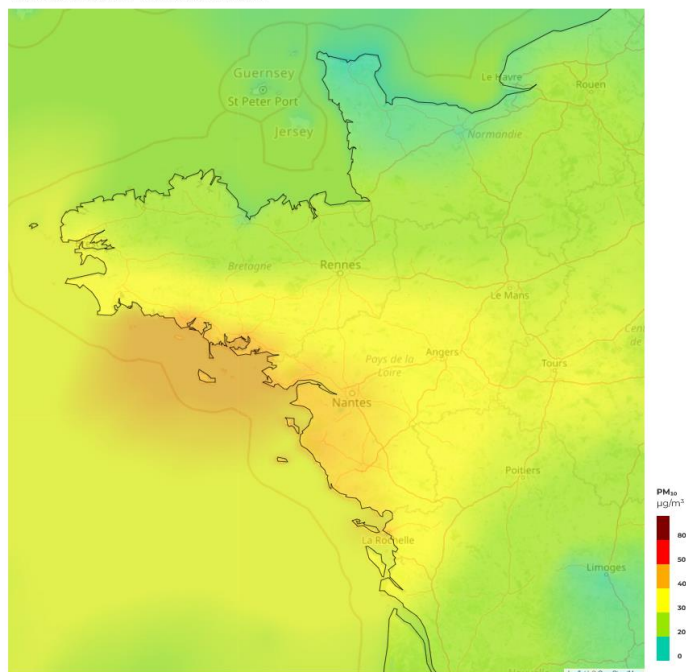 Guernsey
St Peter Port
Jersey
Le Havre
Rouen
Normandie
Bretagne
Rennes
Le Mans
Pays de la
Loire
Angers
Tours
Nantes
Poitiers
La Rochelle
Limoges
PM₁₀
µg/m³
80
50
40
30
20
0